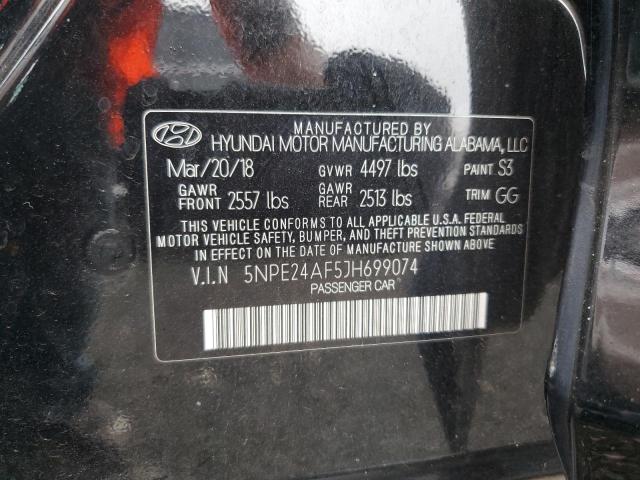 MANUFACTURED BY
HYUNDAI MOTOR MANUFACTURING ALABAMA, LLC
Mar/20/18 GVWR 4497 lbs PAINT S3
GAWR FRONT 2557 lbs GAWR REAR 2513 lbs TRIM GG
THIS VEHICLE CONFORMS TO ALL APPLICABLE U.S.A. FEDERAL
MOTOR VEHICLE SAFETY, BUMPER, AND THEFT PREVENTION STANDARDS
IN EFFECT ON THE DATE OF MANUFACTURE SHOWN ABOVE.
V.I.N 5NPE24AF5JH699074
PASSENGER CAR